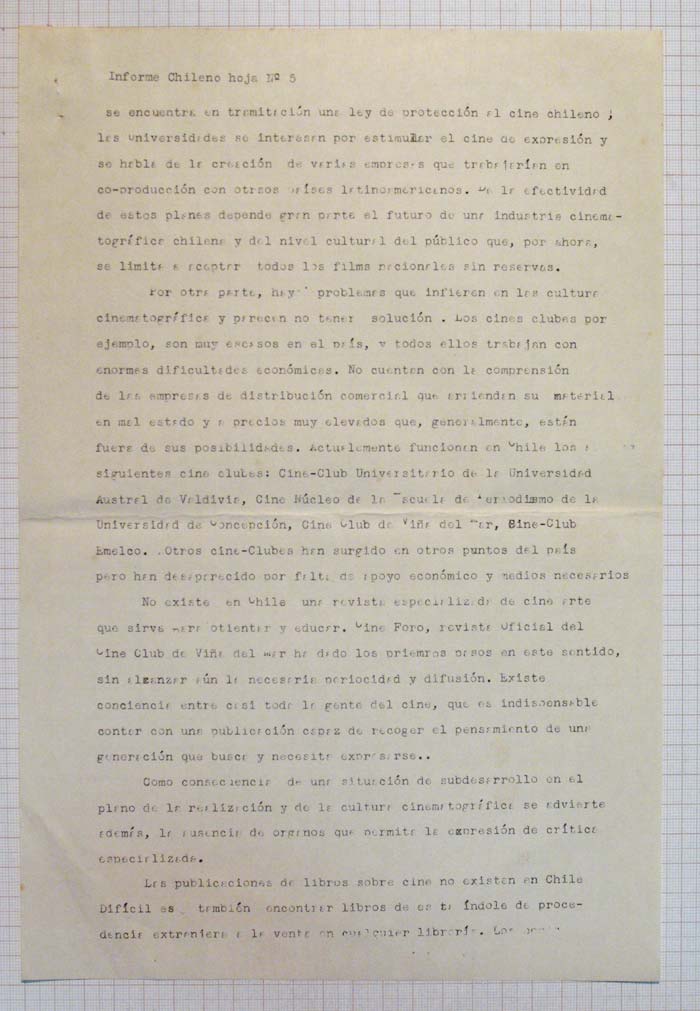 Informe Chileno hoja Nº 5
se encuentra en tramitación una ley de protección al cine chileno ;
las universidades se interesan por estimular el cine de expresión y
se habla de la creación de varias empresas que trabajarían en
co-producción con otrsos países latinoamericanos. De la efectividad
de estos planes depende gran parte el futuro de una industria cinema-
tográfica chilena y del nivel cultural del público que, por ahora,
se limita a aceptar todos los films nacionales sin reservas.
Por otra parte, hay problemas que infieren en las cultura
cinematográfica y parecen no tener solución . Los cines clubes por
ejemplo, son muy escasos en el país, y todos ellos trabajan con
enormes dificultades económicas. No cuentan con la comprensión
de las empresas de distribución comercial que arriendan su material
en mal estado y a precios muy elevados que, generalmente, están
fuera de sus posibilidades. Actualemente funcionan en Chile los
siguientes cine clubes: Cine-Club Universitario de la Universidad
Austral de Valdivia, Cine Núcleo de la Escuela de Periodismo de la
Universidad de Concepción, Cine Club de Viña del Mar, Cine-Club
Emelco. .Otros cine-Clubes han surgido en otros puntos del país
pero han desaparecido por falta de apoyo económico y medios necesarios
No existe en Chile una revista especializada de cine arte
que sirva para otientar y educar. Cine Foro, revista Oficial del
Cine Club de Viña del Mar ha dado los priemros pasos en este sentido,
sin alcanzar aún la necesaria periocidad y difusión. Existe
conciencia entre casi toda la gente del cine, que es indispensable
contar con una publicación capaz de recoger el pensamiento de una
generación que busca y necesita expresarse..
Como consecuencia de una situación de subdesarrollo en el
plano de la realización y de la cultura cinematográfica se advierte
además, la ausencia de organos que permita la expresión de crítica
especializada.
Las publicaciones de libros sobre cine no existen en Chile
Difícil es también encontrar libros de es ta índole de proce-
dencia extranjera a la venta en cualquier librería. Los